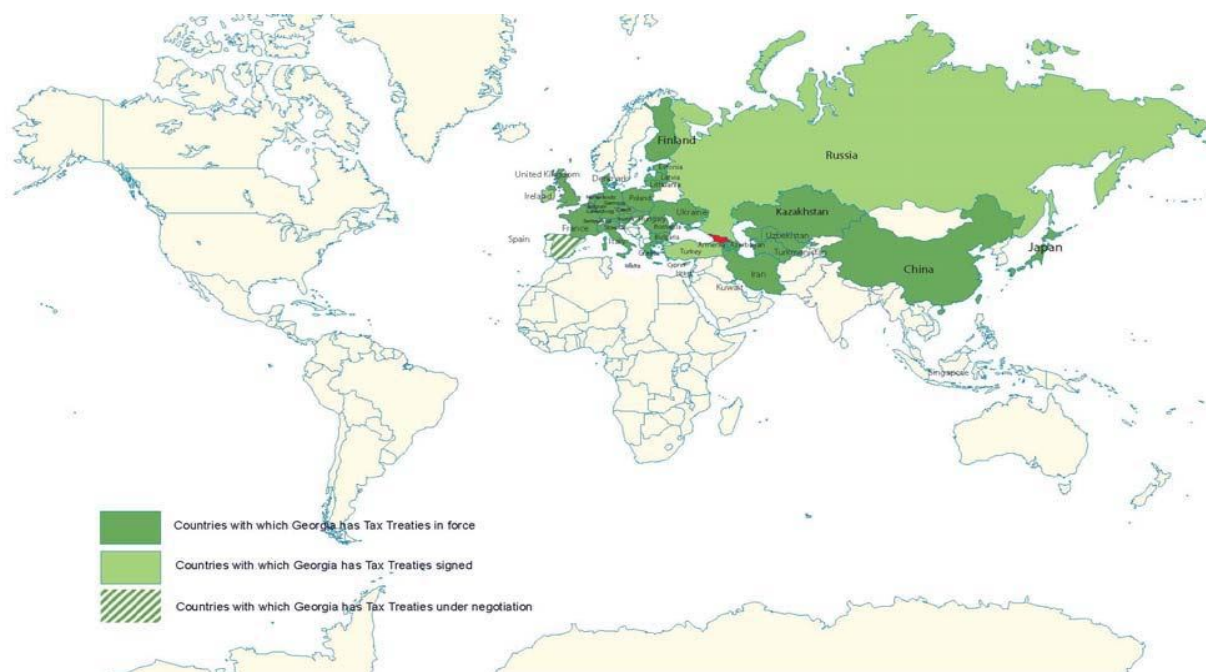 Finland
Russia
Estonia
Latvia
Lithuania
United Kingdom
Denmark
Ireland
Poland
Kazakhstan
Ukraine
France
Spain
Italy
Uzbekistan
Armenia
Azerbaijan
Turkey
Japan
China
Malta
Cyprus
Iran
Kuwait
Singapore
Countries with which Georgia has Tax Treaties in force
Countries with which Georgia has Tax Treaties signed
Countries with which Georgia has Tax Treaties under negotiation